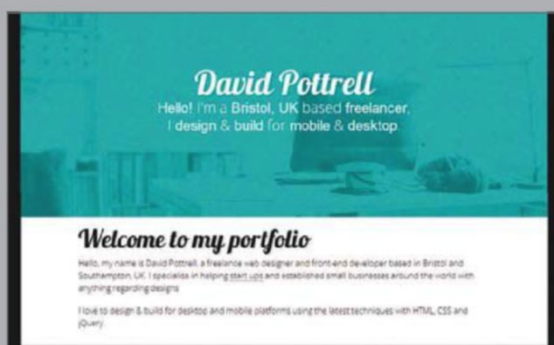 David Pottrell
Hello! I'm a Bristol, UK based freelancer,
I design & build for mobile & desktop.
Welcome to my portfolio
Hello, my name is David Pottrell, a freelance web designer and front-end developer based in Bristol and
Southampton, UK. I specialise in helping start ups and established small businesses around the world with
anything regarding designs
I love to design & build for desktop and mobile platforms using the latest techniques with HTML, CSS and
jQuery.